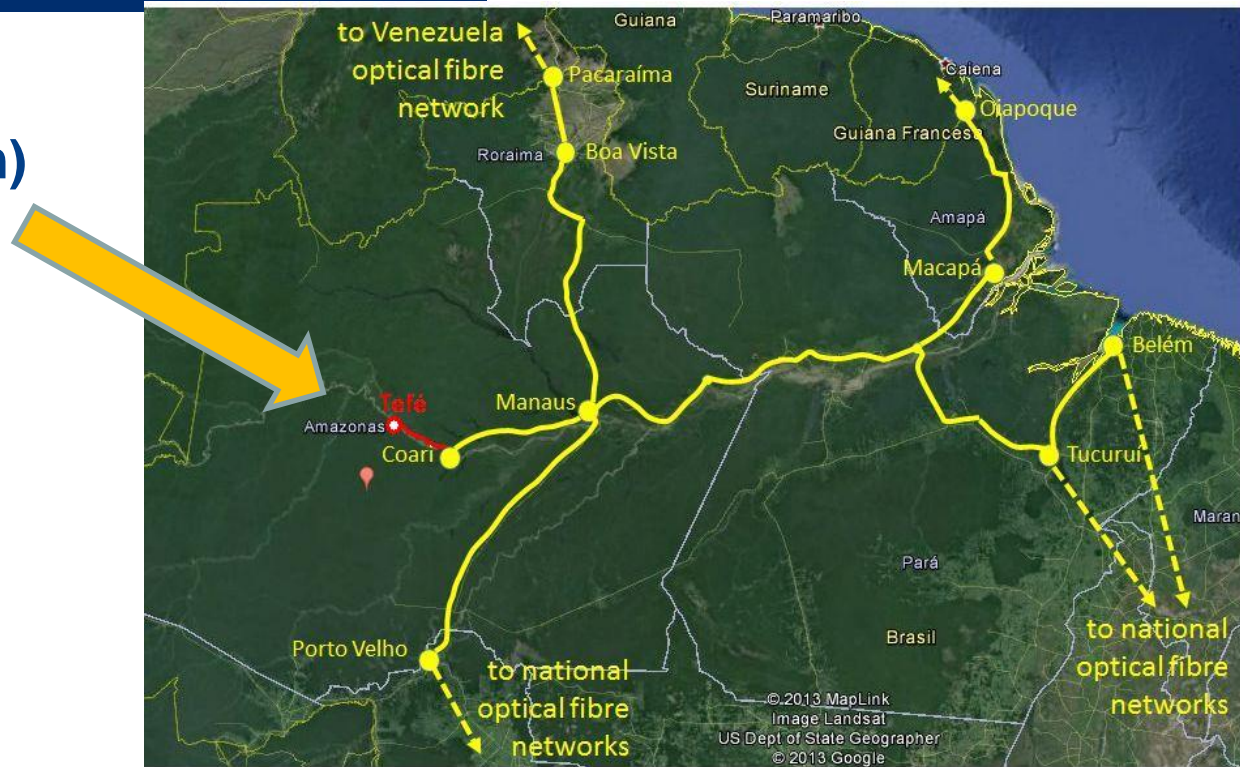 to Venezuela
optical fibre
network
Guiana
Paramaribo
Caiena
Pacaraíma
Suriname
Oiapoque
Guiana Francesa
Roraima
Boa Vista
Amapá
Macapá
Belém
Tefé
Amazonas
Manaus
Coari
Tucuruí
Maran
Pará
Brasil
Porto Velho
to national
optical fibre
networks
to national
optical fibre
networks
© 2013 MapLink
Image Landsat
US Dept of State Geographer
© 2013 Google